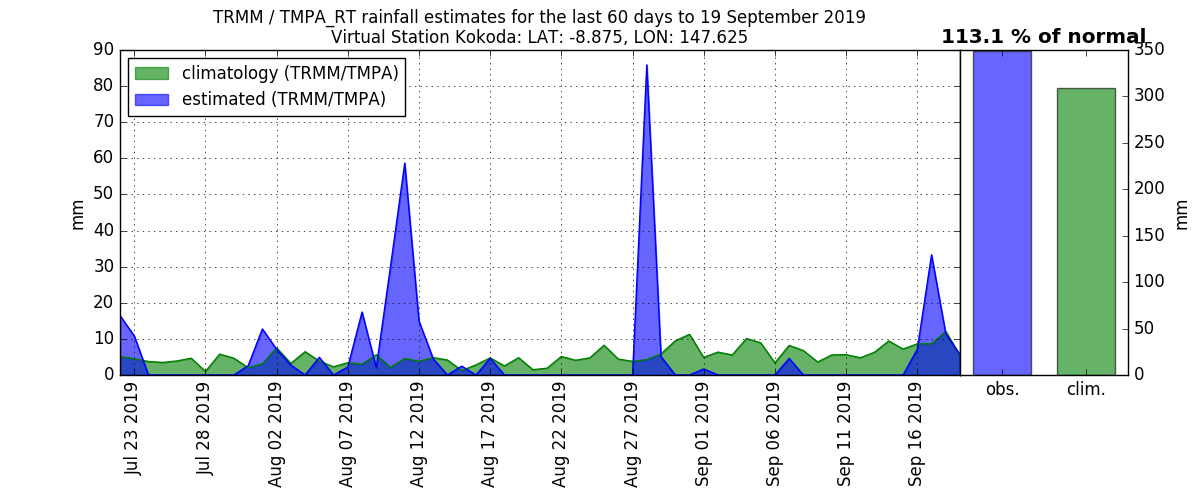 TRMM / TMPA_RT rainfall estimates for the last 60 days to 19 September 2019
Virtual Station Kokoda: LAT: -8.875, LON: 147.625
113.1 % of normal
climatology (TRMM/TMPA)
estimated (TRMM/TMPA)
90
80
70
60
50
40
30
20
10
0
mm
Jul 23 2019
Jul 28 2019
Aug 02 2019
Aug 07 2019
Aug 12 2019
Aug 17 2019
Aug 22 2019
Aug 27 2019
Sep 01 2019
Sep 06 2019
Sep 11 2019
Sep 16 2019
obs.
clim.
350
300
250
200
150
100
50
0
mm